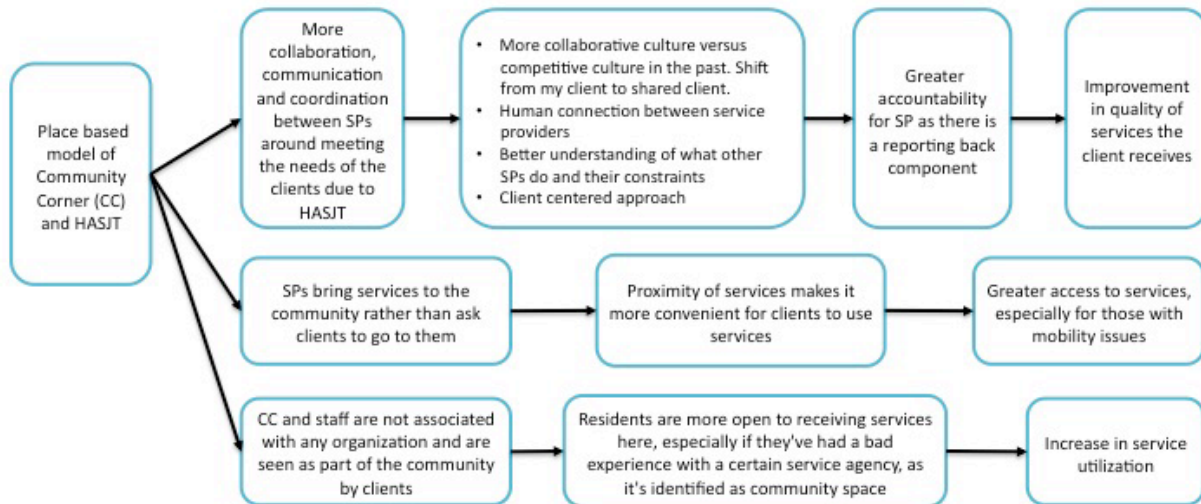 Place based
model of
Community
Corner (CC)
and HASJT
More
collaboration,
communication
and coordination
between SPs
around meeting
the needs of the
clients due to
HASJT
• More collaborative culture versus
competitive culture in the past. Shift
from my client to shared client.
• Human connection between service
providers
• Better understanding of what other
SPs do and their constraints
• Client centered approach
Greater
accountability
for SP as there is
a reporting back
component
Improvement
in quality of
services the
client receives
SPs bring services to the
community rather than ask
clients to go to them
Proximity of services makes it
more convenient for clients to use
services
Greater access to services,
especially for those with
mobility issues
CC and staff are not associated
with any organization and are
seen as part of the community
by clients
Residents are more open to receiving services
here, especially if they've had a bad
experience with a certain service agency, as
it's identified as community space
Increase in service
utilization